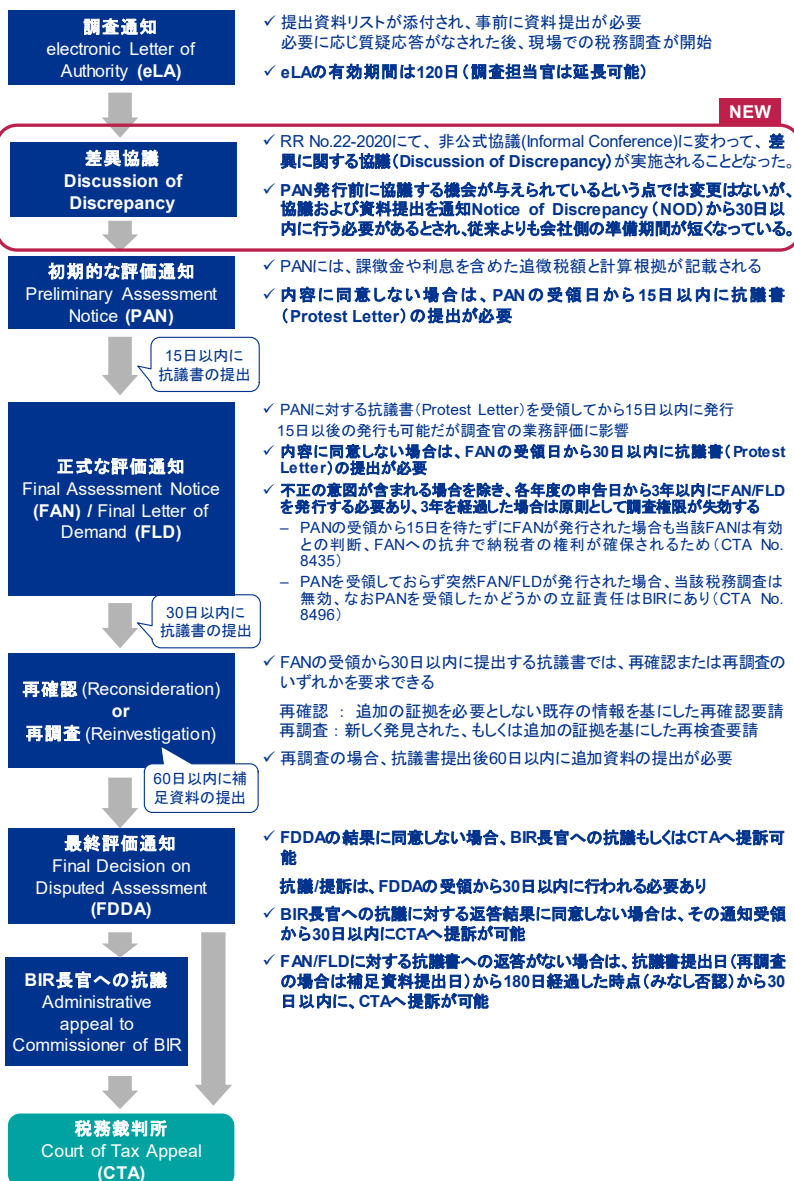 調査通知
electronic Letter of
Authority (eLA)
✓ 提出資料リストが添付され、事前に資料提出が必要
必要に応じ質疑応答がなされた後、現場での税務調査が開始
✓ eLAの有効期間は120日（調査担当官は延長可能）
NEW
差異協議
Discussion of
Discrepancy
✓ RR No.22-2020にて、非公式協議(Informal Conference)に変わって、差
異に関する協議（Discussion of Discrepancy）が実施されることとなった。
✓ PAN発行前に協議する機会が与えられているという点では変更はないが、
協議および資料提出を通知Notice of Discrepancy（NOD）から30日以
内に行う必要があるとされ、従来よりも会社側の準備期間が短くなっている。
初期的な評価通知
Preliminary Assessment
Notice (PAN)
✓ PANには、課徴金や利息を含めた追徴税額と計算根拠が記載される
✓ 内容に同意しない場合は、PANの受領日から15日以内に抗議書
（Protest Letter）の提出が必要
15日以内に
抗議書の提出
正式な評価通知
Final Assessment Notice
(FAN) / Final Letter of
Demand (FLD)
✓ PANに対する抗議書（Protest Letter）を受領してから15日以内に発行
15日以後の発行も可能だが調査官の業務評価に影響
✓ 内容に同意しない場合は、FANの受領日から30日以内に抗議書（Protest
Letter）の提出が必要
✓ 不正の意図が含まれる場合を除き、各年度の申告日から3年以内にFAN/FLD
を発行する必要あり、3年を経過した場合は原則として調査権限が失効する
– PANの受領から15日を待たずにFANが発行された場合も当該FANは有効
との判断、FANへの抗弁で納税者の権利が確保されるため（CTA No.
8435）
– PANを受領しておらず突然FAN/FLDが発行された場合、当該税務調査は
無効、なおPANを受領したかどうかの立証責任はBIRにあり（CTA No.
8496）
30日以内に
抗議書の提出
再確認 (Reconsideration)
or
再調査 (Reinvestigation)
✓ FANの受領から30日以内に提出する抗議書では、再確認または再調査の
いずれかを要求できる
再確認 ： 追加の証拠を必要としない既存の情報を基にした再確認要請
再調査 ： 新しく発見された、もしくは追加の証拠を基にした再検査要請
✓ 再調査の場合、抗議書提出後60日以内に追加資料の提出が必要
60日以内に補
足資料の提出
最終評価通知
Final Decision on
Disputed Assessment
(FDDA)
✓ FDDAの結果に同意しない場合、BIR長官への抗議もしくはCTAへ提訴可
能
抗議/提訴は、FDDAの受領から30日以内に行われる必要あり
✓ BIR長官への抗議に対する返答結果に同意しない場合は、その通知受領
から30日以内にCTAへ提訴が可能
✓ FAN/FLDに対する抗議書への返答がない場合は、抗議書提出日（再調査
の場合は補足資料提出日）から180日経過した時点（みなし否認）から30
日以内に、CTAへ提訴が可能
BIR長官への抗議
Administrative
appeal to
Commissioner of BIR
税務裁判所
Court of Tax Appeal
(CTA)